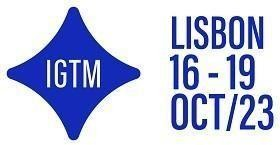 IGTM
LISBON
16 - 19
OCT/23